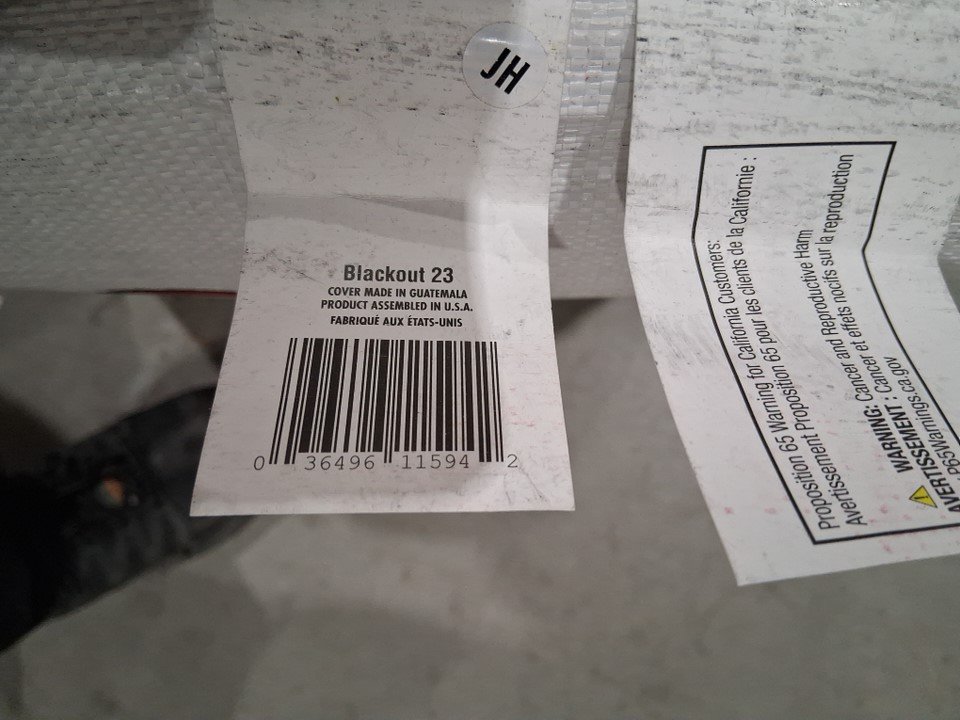 JH
Blackout 23
COVER MADE IN GUATEMALA
PRODUCT ASSEMBLED IN U.S.A.
FABRIQUÉ AUX ÉTATS-UNIS
0 36496 11594 2
Proposition 65 Warning for California Customers:
Avertissement Proposition 65 pour les clients de la Californie :
WARNING: Cancer and Reproductive Harm
AVERTISSEMENT : Cancer et effets nocifs sur la reproduction
P65Warnings.ca.gov